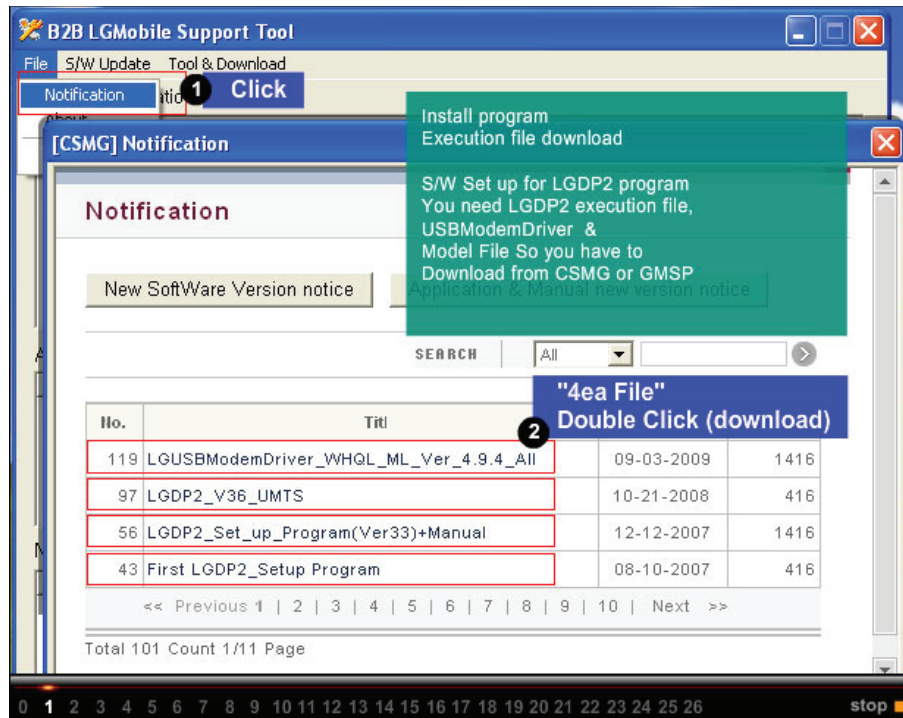 B2B LGMobile Support Tool
File S/W Update Tool & Download
Notification
1 Click
About
[CSMG] Notification
Install program
Execution file download
S/W Set up for LGDP2 program
You need LGDP2 execution file,
USBModemDriver &
Model File So you have to
Download from CSMG or GMSP
Notification
New SoftWare Version notice
Application & Manual new version notice
SEARCH All
"4ea File"
2 Double Click (download)
No. Titl
119 LGUSBModemDriver_WHQL_ML_Ver_4.9.4_All 09-03-2009 1416
97 LGDP2_V36_UMTS 10-21-2008 416
56 LGDP2_Set_up_Program(Ver33)+Manual 12-12-2007 1416
43 First LGDP2_Setup Program 08-10-2007 416
<< Previous 1 | 2 | 3 | 4 | 5 | 6 | 7 | 8 | 9 | 10 | Next >>
Total 101 Count 1/11 Page
0 1 2 3 4 5 6 7 8 9 10 11 12 13 14 15 16 17 18 19 20 21 22 23 24 25 26 stop